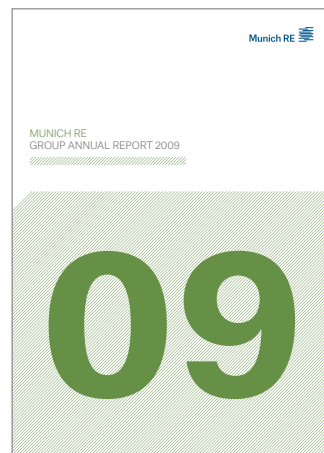 Munich RE
MUNICH RE
GROUP ANNUAL REPORT 2009
09